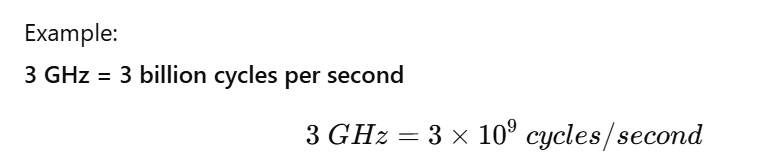 Example:
3 GHz = 3 billion cycles per second
3 GHz = 3 × 10⁹ cycles/second